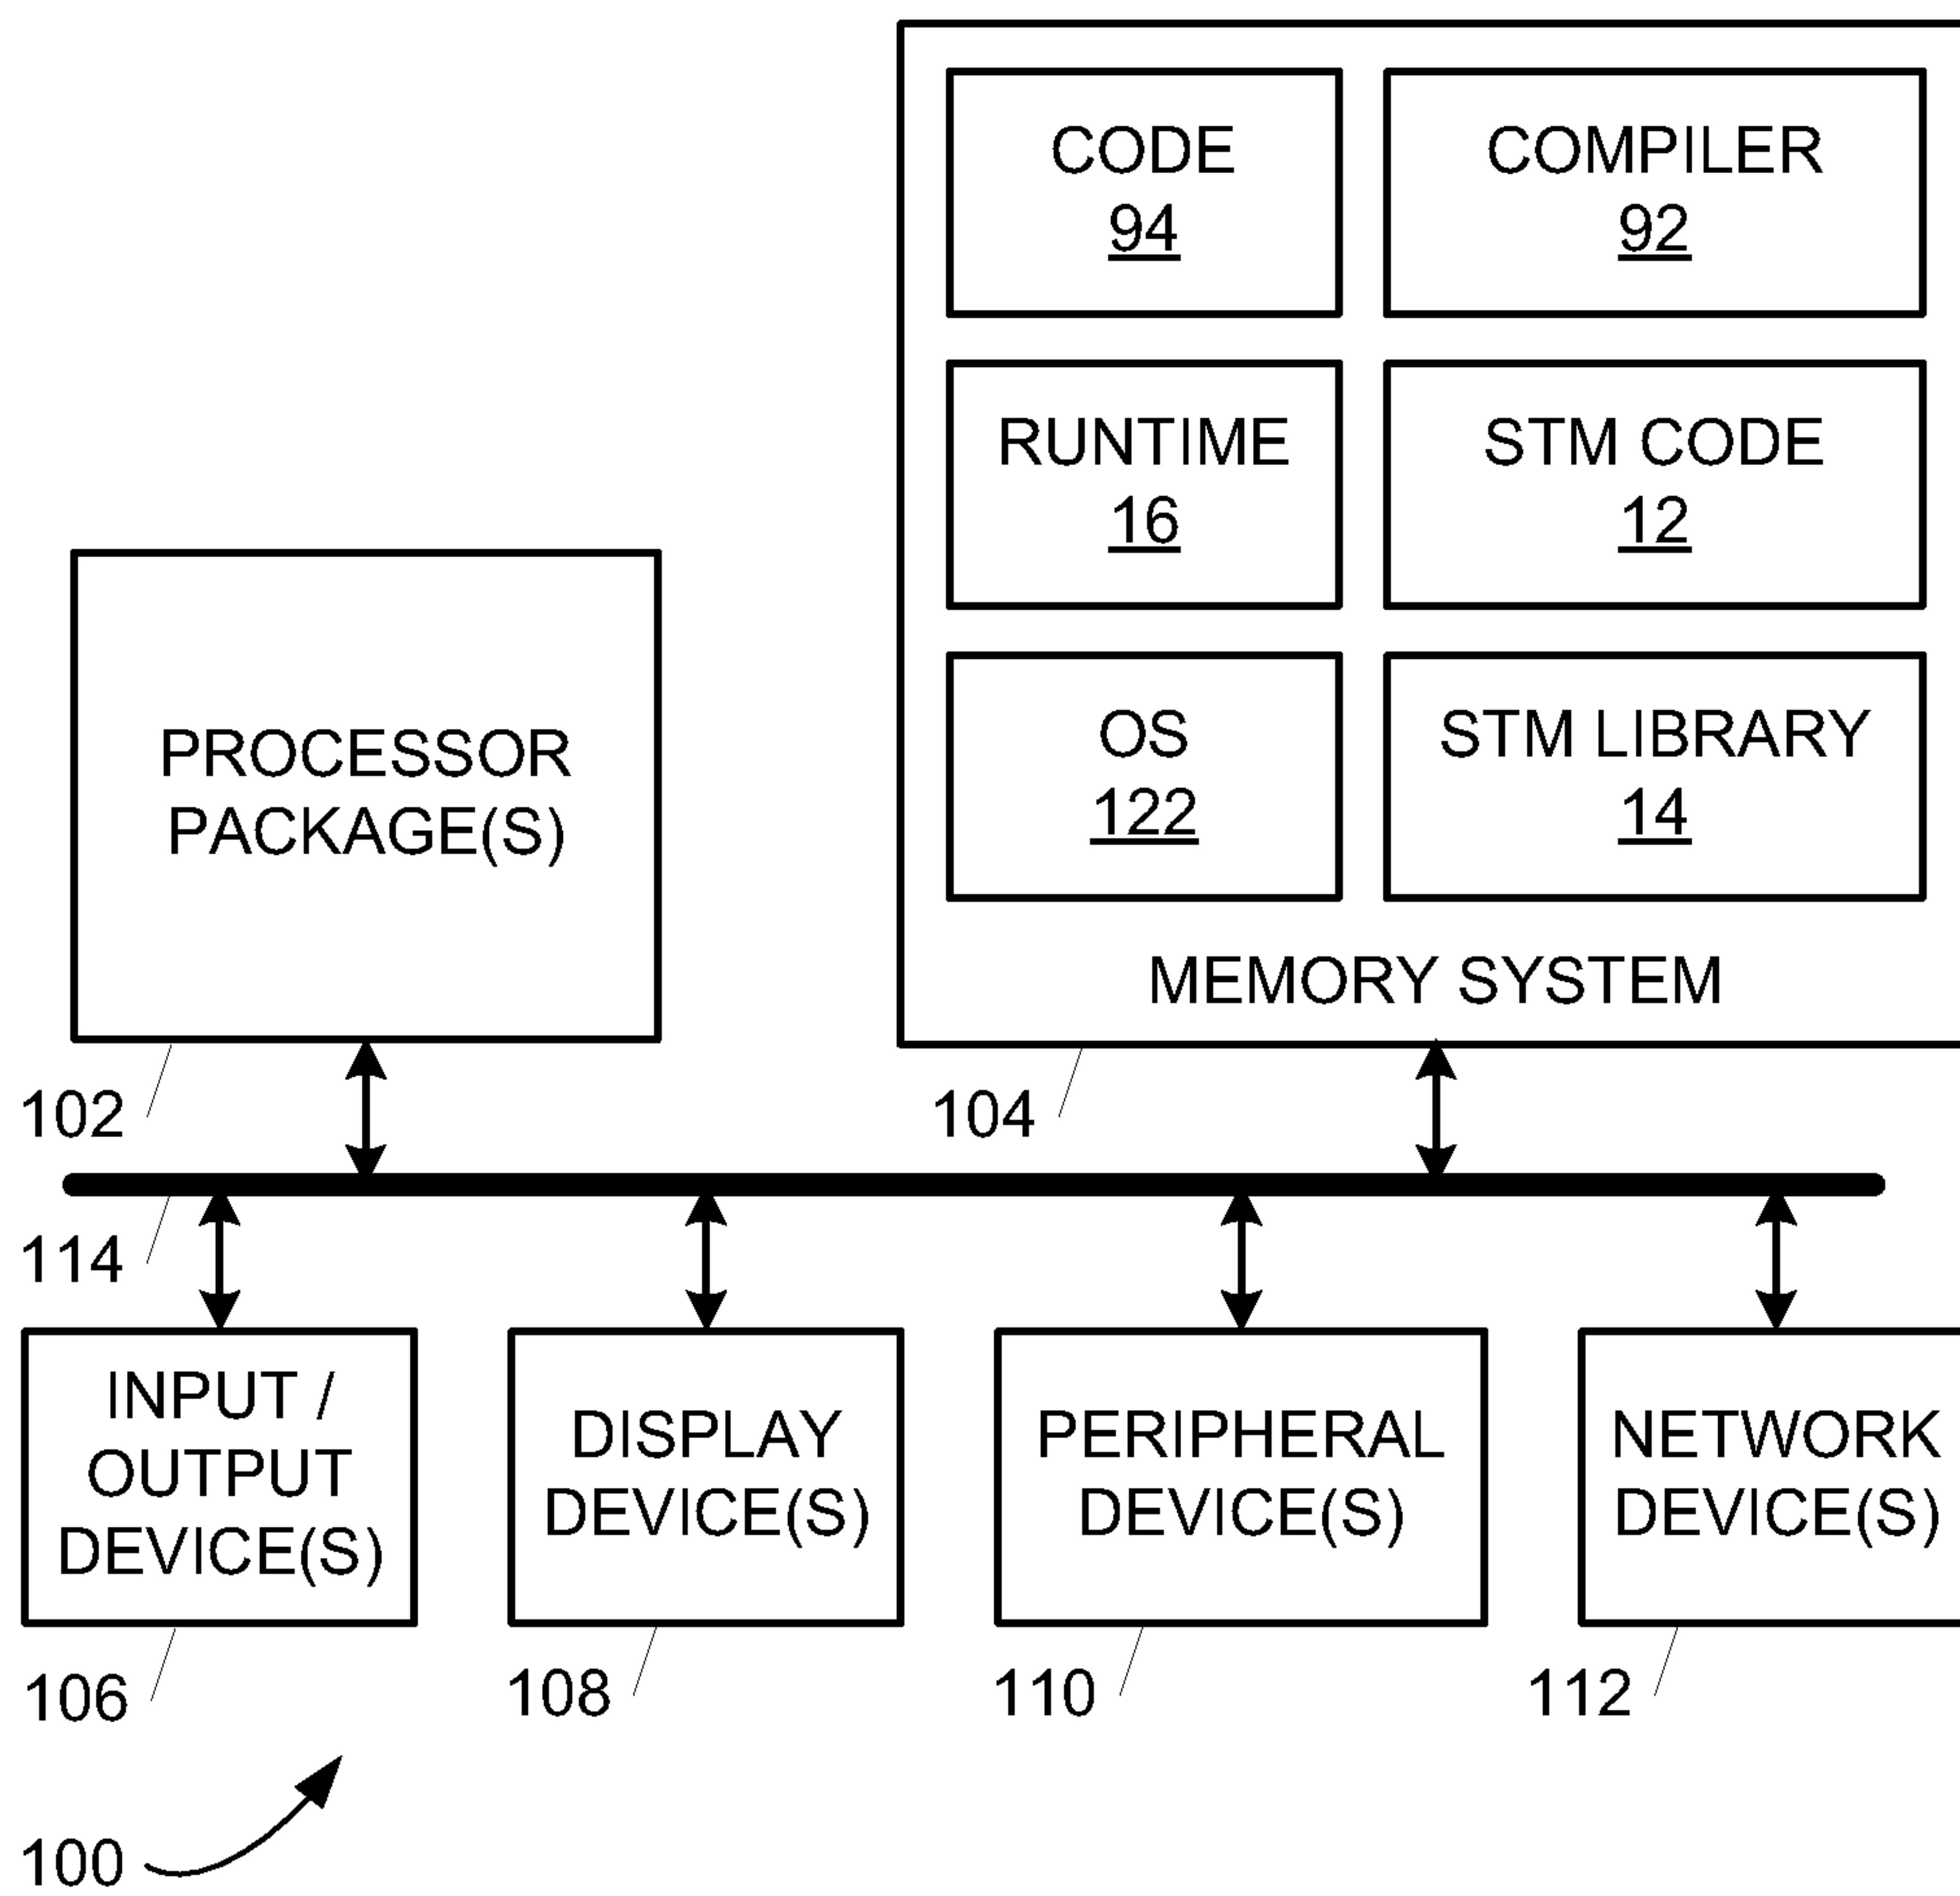 CODE
94
COMPILER
92
RUNTIME
16
STM CODE
12
OS
122
STM LIBRARY
14
MEMORY SYSTEM
PROCESSOR
PACKAGE(S)
102
104
114
INPUT /
OUTPUT
DEVICE(S)
DISPLAY
DEVICE(S)
PERIPHERAL
DEVICE(S)
NETWORK
DEVICE(S)
106
108
110
112
100